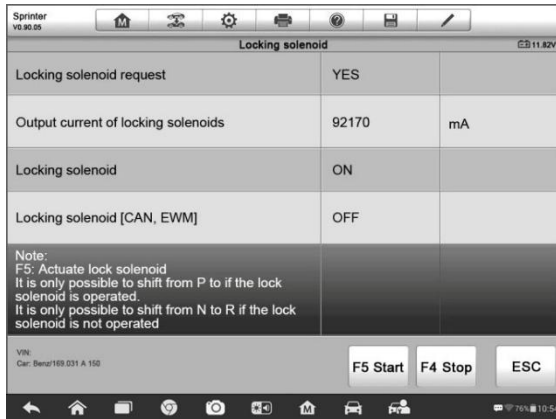 Sprinter
V0.90.05
Locking solenoid
11.82V
Locking solenoid request YES
Output current of locking solenoids 92170 mA
Locking solenoid ON
Locking solenoid [CAN, EWM] OFF
Note:
F5: Actuate lock solenoid
It is only possible to shift from P to if the lock
solenoid is operated.
It is only possible to shift from N to R if the lock
solenoid is not operated
VIN:
Car: Benz/169.031 A 150
F5 Start F4 Stop ESC
76%